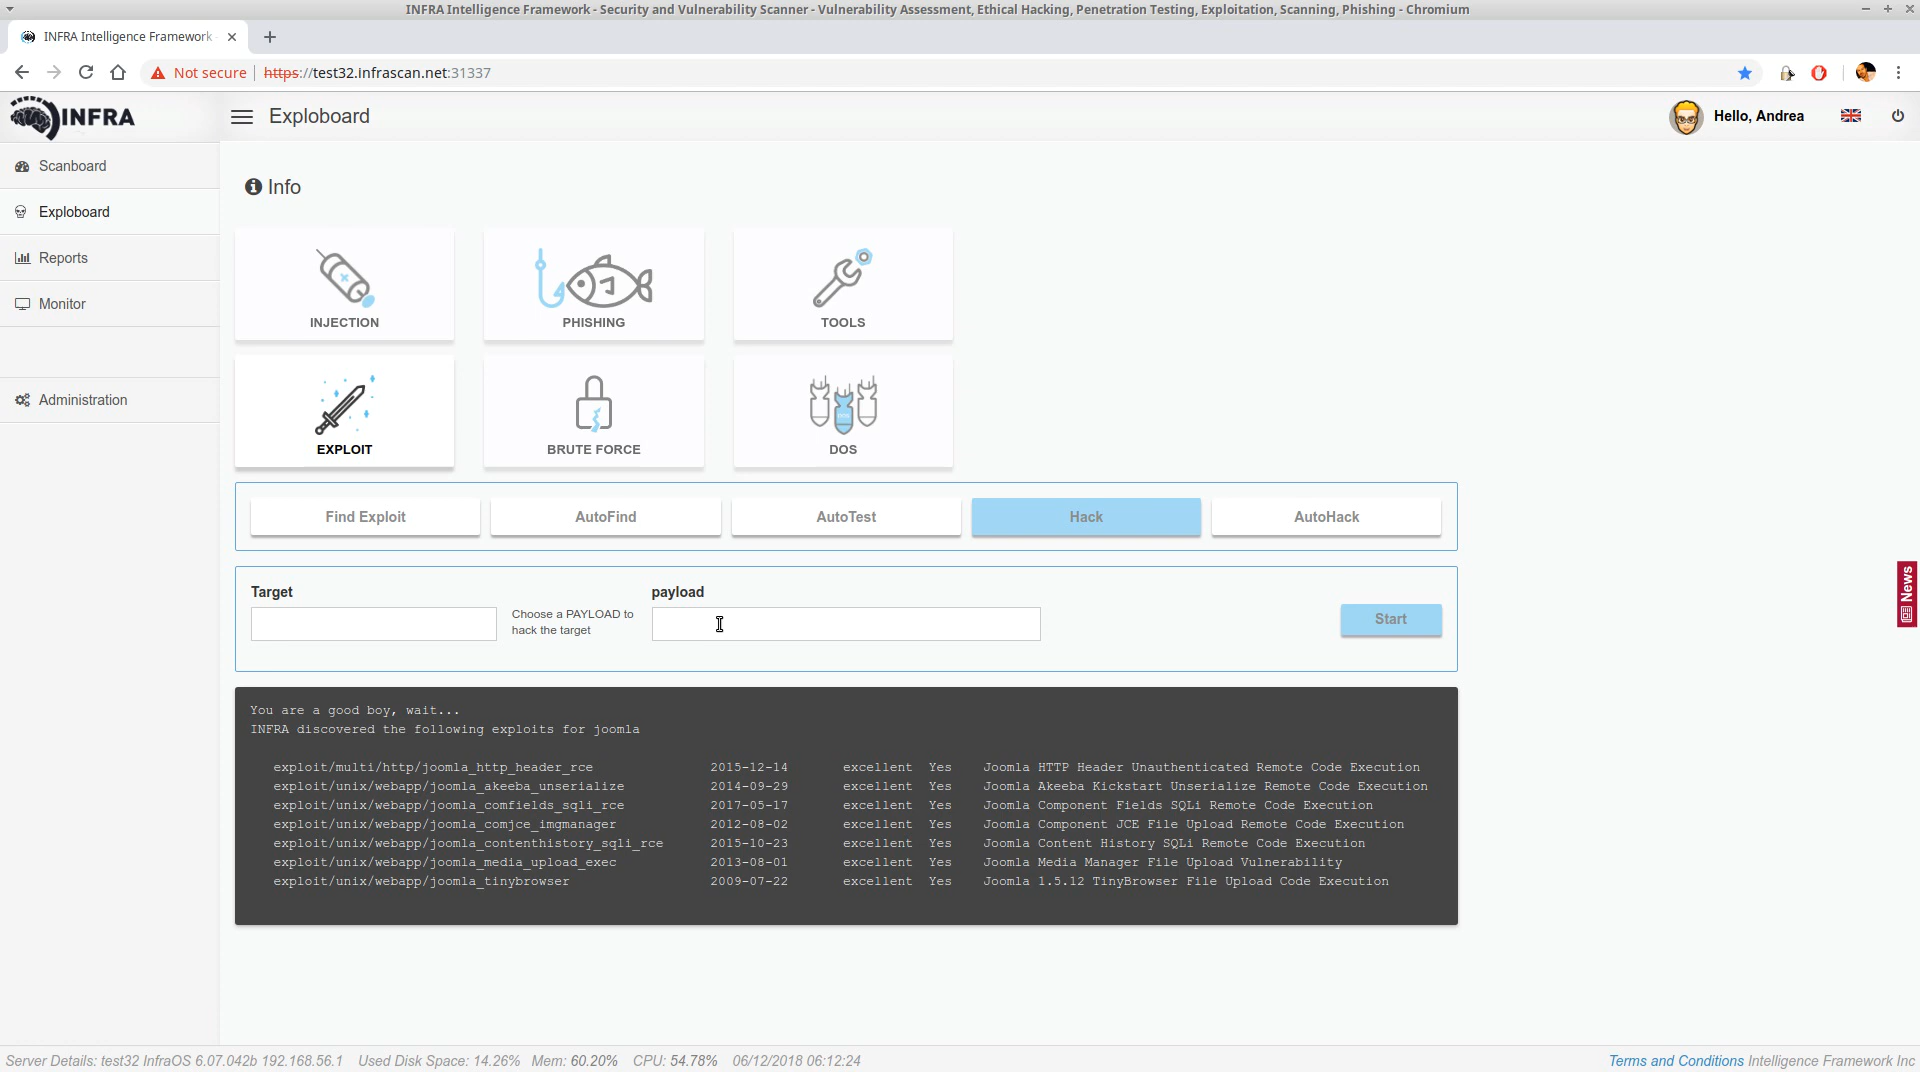 INFRA Intelligence Framework - Security and Vulnerability Scanner - Vulnerability Assessment, Ethical Hacking, Penetration Testing, Exploitation, Scanning, Phishing - Chromium
INFRA Intelligence Framework
Not secure https://test32.infrascan.net:31337
INFRA
Exploboard
Hello, Andrea
Scanboard
Exploboard
Reports
Monitor
Administration
Info
INJECTION
PHISHING
TOOLS
EXPLOIT
BRUTE FORCE
DOS
Find Exploit
AutoFind
AutoTest
Hack
AutoHack
Target
Choose a PAYLOAD to
hack the target
payload
Start
News
You are a good boy, wait...
INFRA discovered the following exploits for joomla
exploit/multi/http/joomla_http_header_rce 2015-12-14 excellent Yes Joomla HTTP Header Unauthenticated Remote Code Execution
exploit/unix/webapp/joomla_akeeba_unserialize 2014-09-29 excellent Yes Joomla Akeeba Kickstart Unserialize Remote Code Execution
exploit/unix/webapp/joomla_comfields_sqli_rce 2017-05-17 excellent Yes Joomla Component Fields SQLi Remote Code Execution
exploit/unix/webapp/joomla_comjce_imgmanager 2012-08-02 excellent Yes Joomla Component JCE File Upload Remote Code Execution
exploit/unix/webapp/joomla_contenthistory_sqli_rce 2015-10-23 excellent Yes Joomla Content History SQLi Remote Code Execution
exploit/unix/webapp/joomla_media_upload_exec 2013-08-01 excellent Yes Joomla Media Manager File Upload Vulnerability
exploit/unix/webapp/joomla_tinybrowser 2009-07-22 excellent Yes Joomla 1.5.12 TinyBrowser File Upload Code Execution
Server Details: test32 InfraOS 6.07.042b 192.168.56.1 Used Disk Space: 14.26% Mem: 60.20% CPU: 54.78% 06/12/2018 06:12:24
Terms and Conditions Intelligence Framework Inc